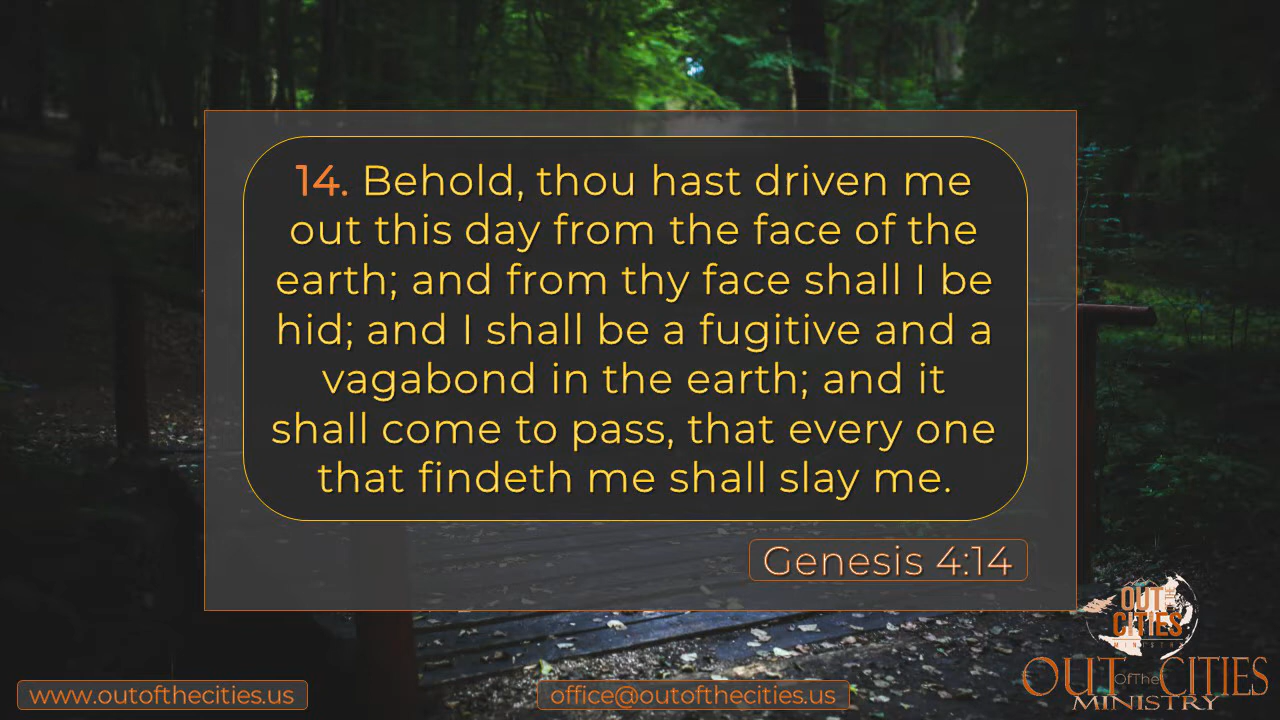 14. Behold, thou hast driven me
out this day from the face of the
earth; and from thy face shall I be
hid; and I shall be a fugitive and a
vagabond in the earth; and it
shall come to pass, that every one
that findeth me shall slay me.
Genesis 4:14
OUT OF THE
CITIES
MINISTRY
OUT OfThe CITIES
MINISTRY
www.outofthecities.us
office@outofthecities.us